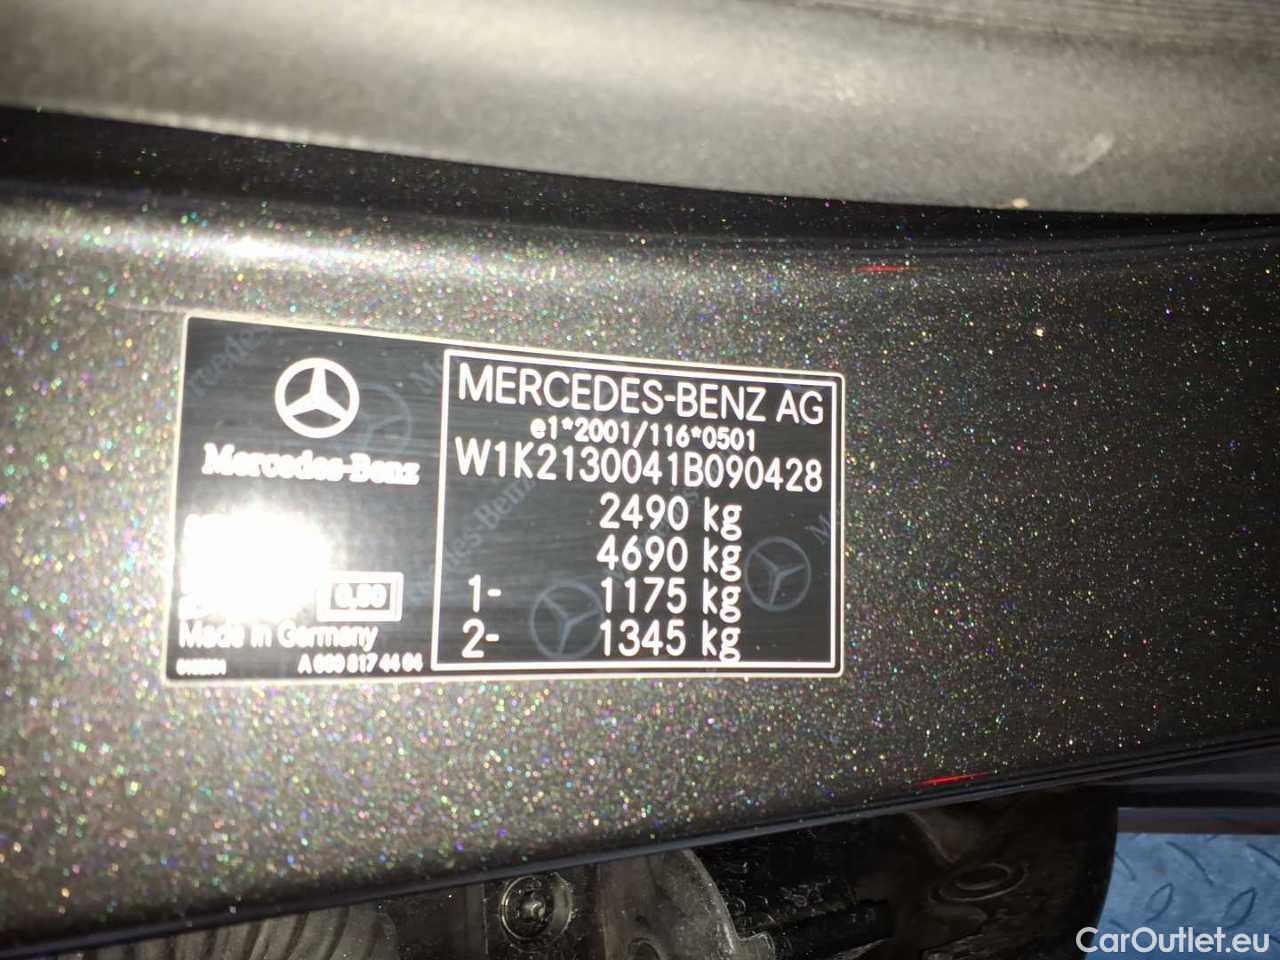 Mercedes-Benz
MERCEDES-BENZ AG
e1*2001/116*0501
W1K2130041B090428
2490 kg
4690 kg
1- 1175 kg
2- 1345 kg
Made in Germany
CarOutlet.eu